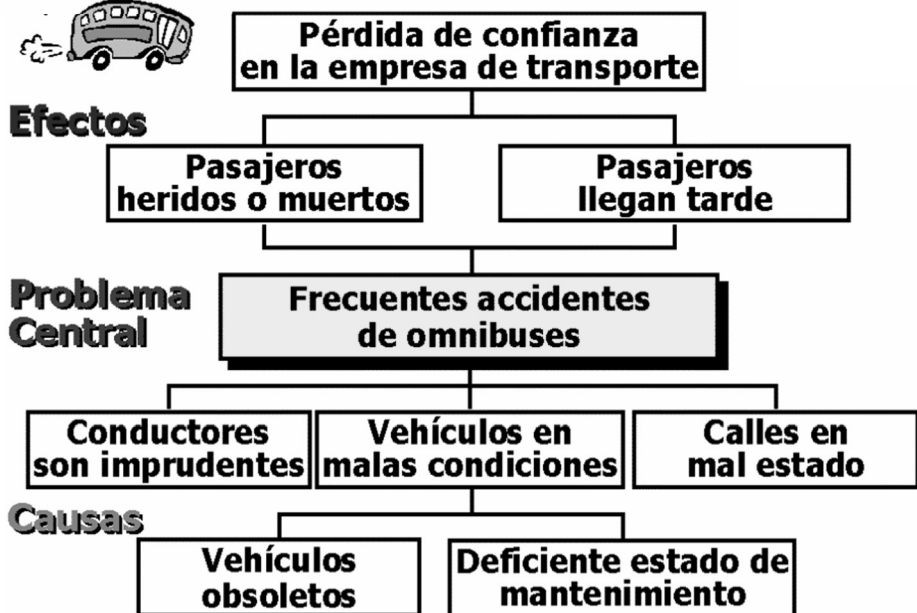 Pérdida de confianza
en la empresa de transporte
Efectos
Pasajeros
heridos o muertos
Pasajeros
llegan tarde
Problema
Central
Frecuentes accidentes
de omnibuses
Conductores
son imprudentes
Vehículos en
malas condiciones
Calles en
mal estado
Causas
Vehículos
obsoletos
Deficiente estado de
mantenimiento